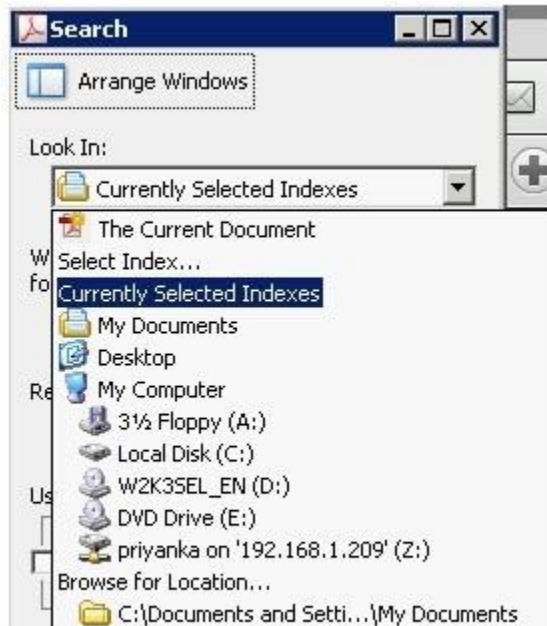 Search
Arrange Windows
Look In:
Currently Selected Indexes
The Current Document
Select Index...
Currently Selected Indexes
My Documents
Desktop
My Computer
3½ Floppy (A:)
Local Disk (C:)
W2K3SEL_EN (D:)
DVD Drive (E:)
priyanka on '192.168.1.209' (Z:)
Browse for Location...
C:\Documents and Setti...\My Documents